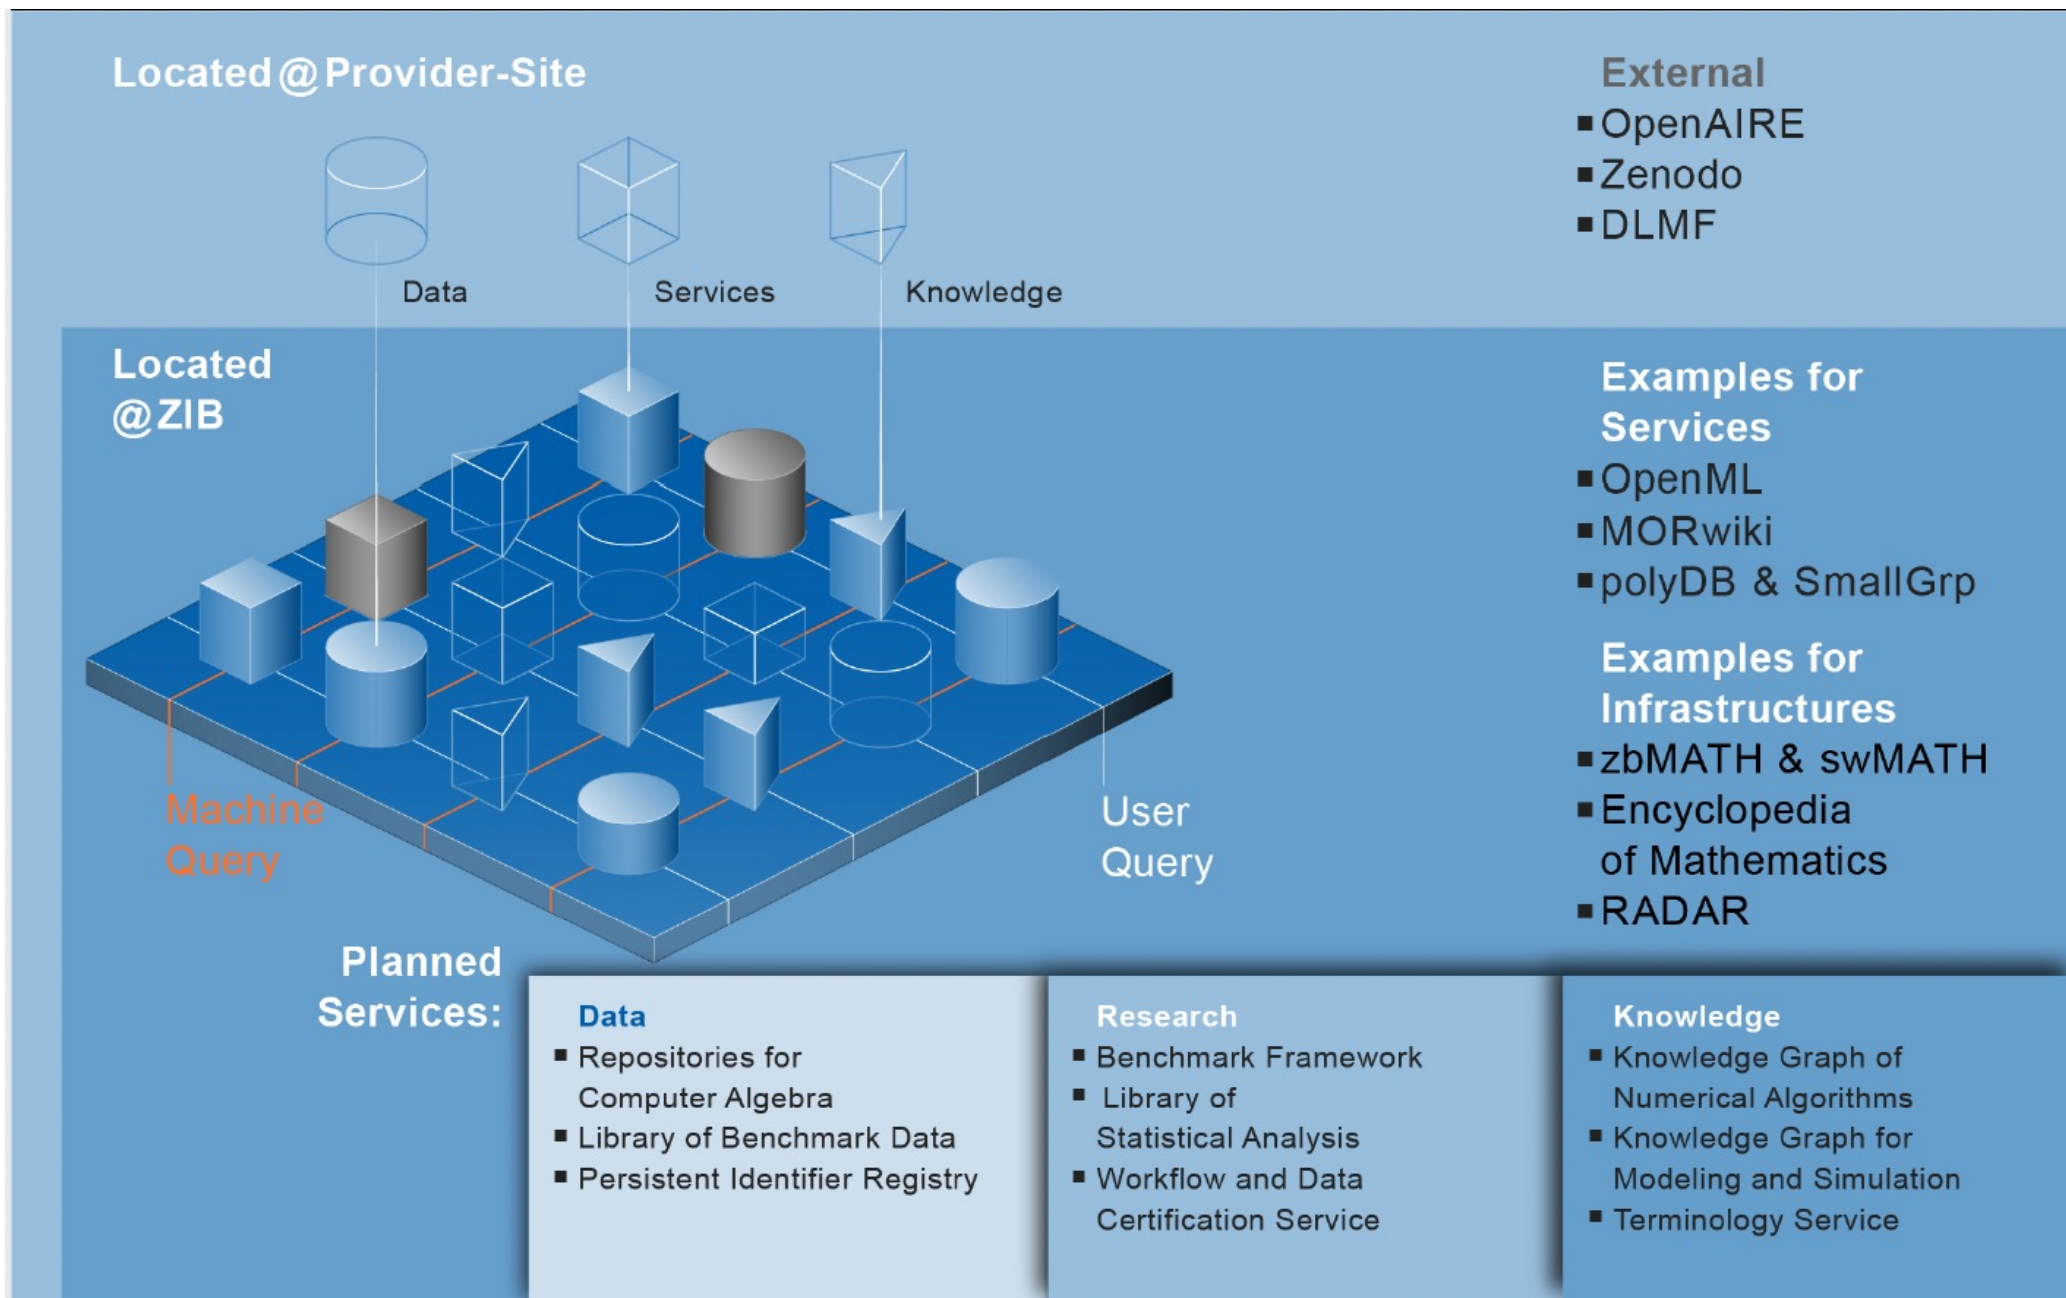 Located@Provider-Site
External
▪ OpenAIRE
▪ Zenodo
▪ DLMF
Data
Services
Knowledge
Located
@ZIB
Examples for
Services
▪ OpenML
▪ MORwiki
▪ polyDB & SmallGrp
Examples for
Infrastructures
▪ zbMATH & swMATH
▪ Encyclopedia
of Mathematics
▪ RADAR
Machine
Query
User
Query
Planned
Services:
Data
▪ Repositories for
Computer Algebra
▪ Library of Benchmark Data
▪ Persistent Identifier Registry
Research
▪ Benchmark Framework
▪ Library of
Statistical Analysis
▪ Workflow and Data
Certification Service
Knowledge
▪ Knowledge Graph of
Numerical Algorithms
▪ Knowledge Graph for
Modeling and Simulation
▪ Terminology Service